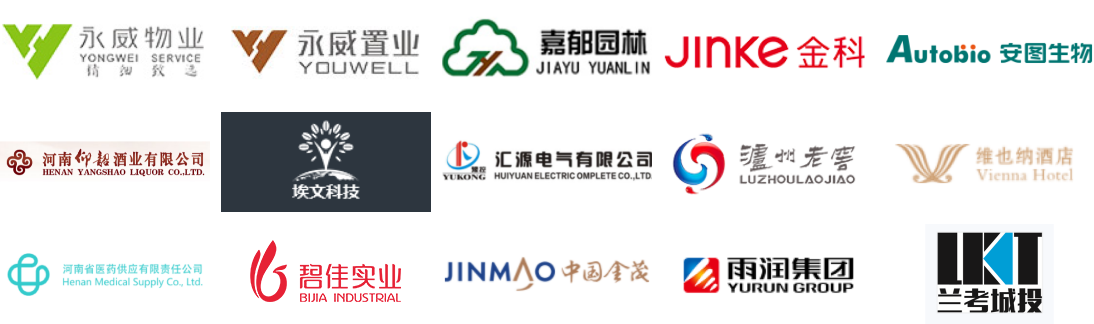 永威物业
YONGWEI SERVICE
精细致远
永威置业
YOUWELL
嘉郁园林
JIAYU YUANLIN
JINKE 金科
Autobio 安图生物
河南仰韶酒业有限公司
HENAN YANGSHAO LIQUOR CO.,LTD.
埃文科技
YUKONG
汇源电气有限公司
HUIYUAN ELECTRIC OMPLETE CO.,LTD
泸州老窖
LUZHOULAOJIAO
维也纳酒店
Vienna Hotel
河南省医药供应有限责任公司
Henan Medical Supply Co., Ltd.
碧佳实业
BIJIA INDUSTRIAL
JINMAO 中国金茂
雨润集团
YURUN GROUP
LKT
兰考城投